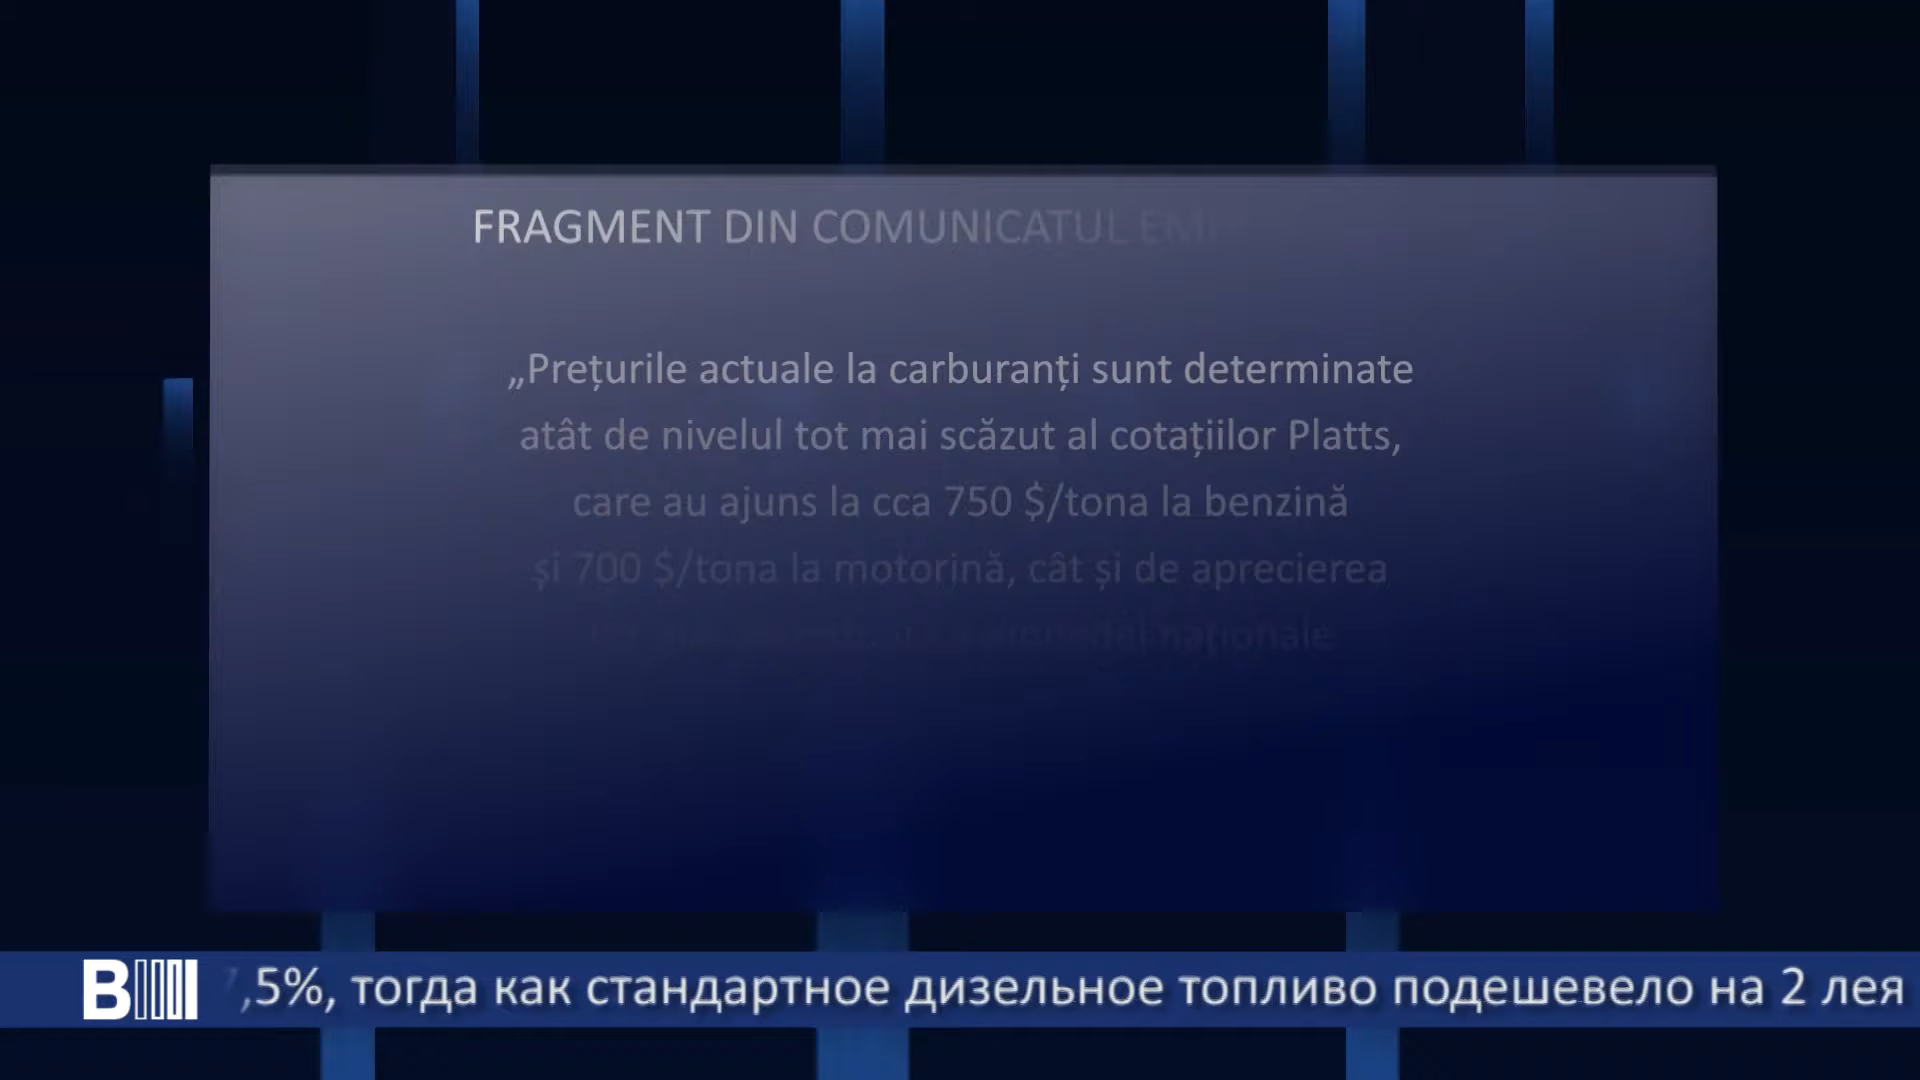 FRAGMENT DIN COMUNICATUL
„Prețurile actuale la carburanți sunt determinate
atât de nivelul tot mai scăzut al cotațiilor Platts,
care au ajuns la cca 750 $/tona la benzină
și 700 $/tona la motorină, cât și de aprecierea
naționale
B
7,5%, тогда как стандартное дизельное топливо подешевело на 2 лея